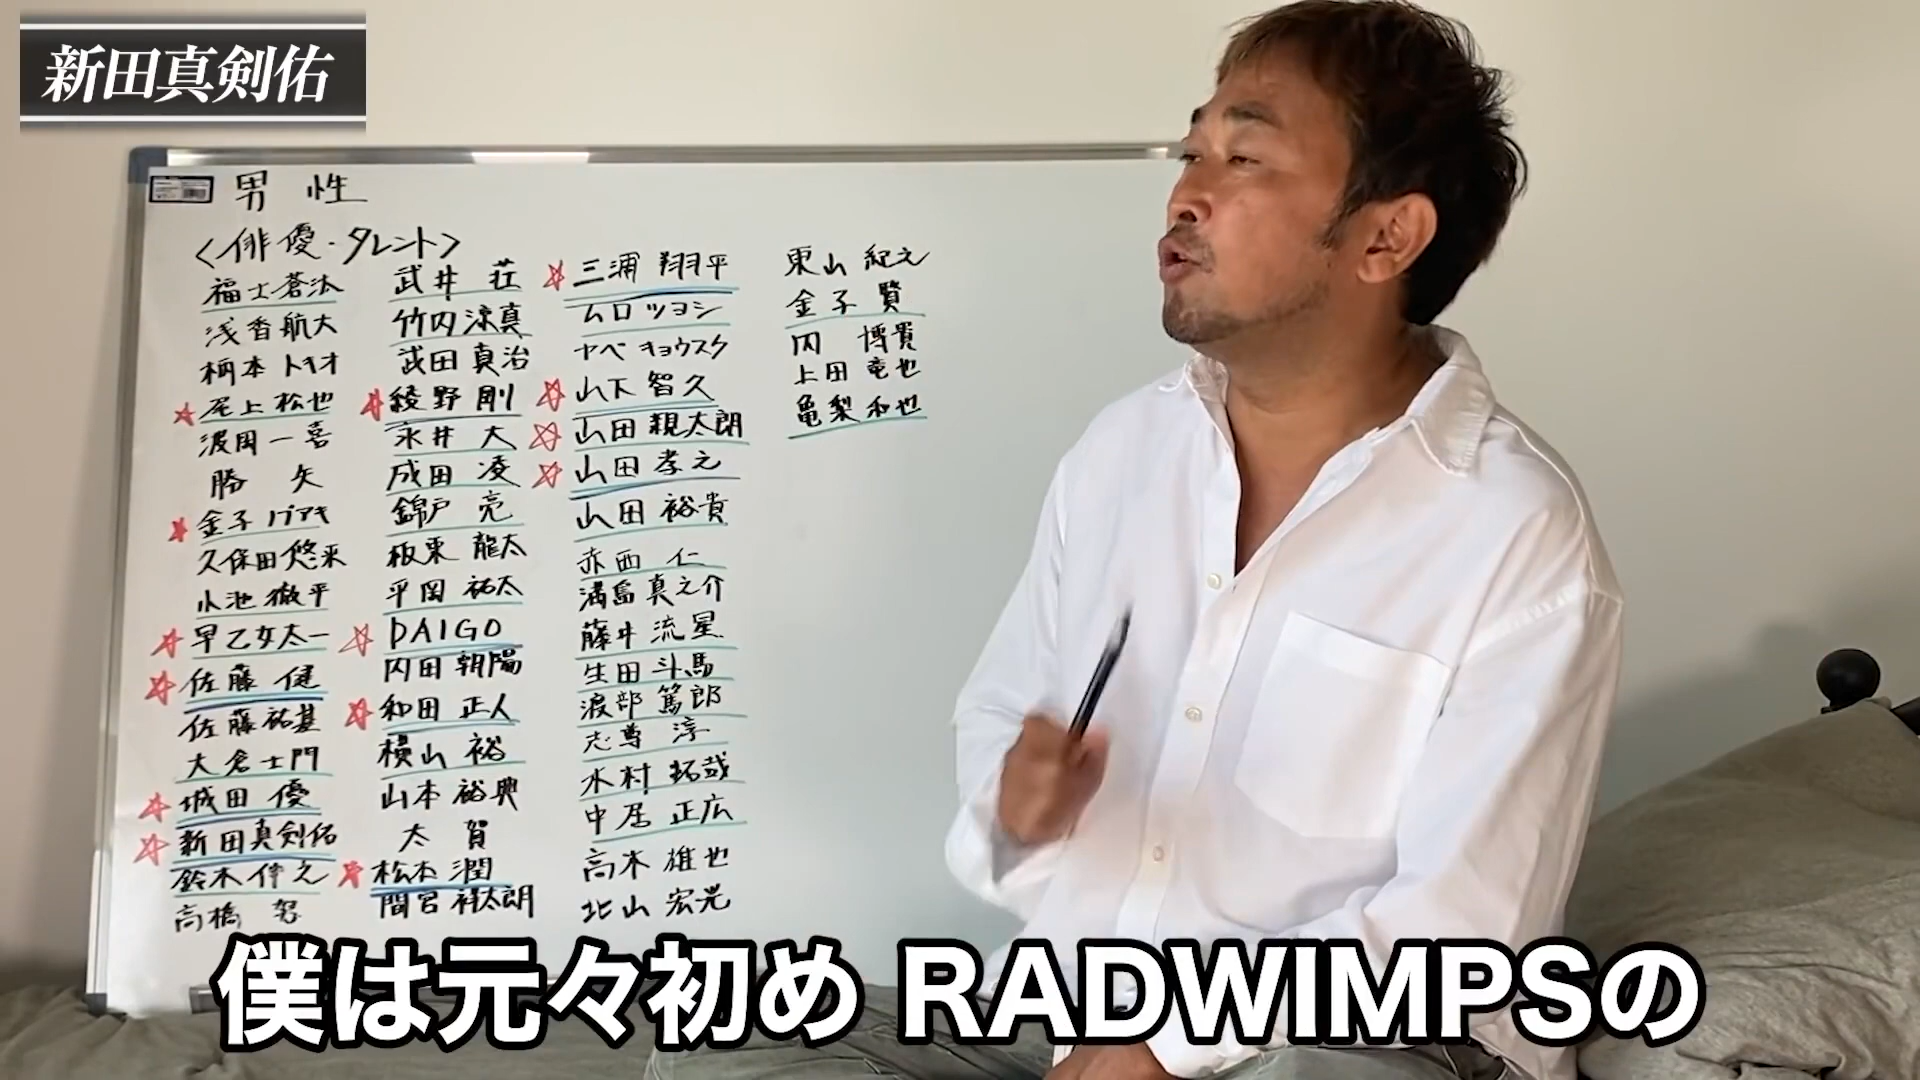 新田真剣佑
男 性
<俳優・タレント>
福士蒼汰
浅香航大
柄本トキオ
尾上松也
波岡一喜
勝 矢
金子ノブアキ
久保田悠来
小池徹平
早乙女太一
佐藤 健
佐藤祐基
大倉士門
城田 優
新田真剣佑
鈴木伸之
高橋 努
武井 荘
竹内涼真
武田真治
綾野 剛
永井 大
成田 凌
錦戸 亮
板東 龍太
平岡 祐太
DAIGO
内田朝陽
和田 正人
横山 裕
山本裕典
太 賀
松本 潤
間宮祥太朗
三浦 翔平
ムロツヨシ
ヤベ キョウスケ
山下智久
山田親太朗
山田孝之
山田裕貴
赤西 仁
満島真之介
藤井流星
生田斗馬
渡部篤郎
志尊 淳
木村 拓哉
中居 正広
高木 雄也
北山 宏光
東山 紀之
金子 賢
内 博貴
上田 竜也
亀梨和也
僕は元々初め RADWIMPSの